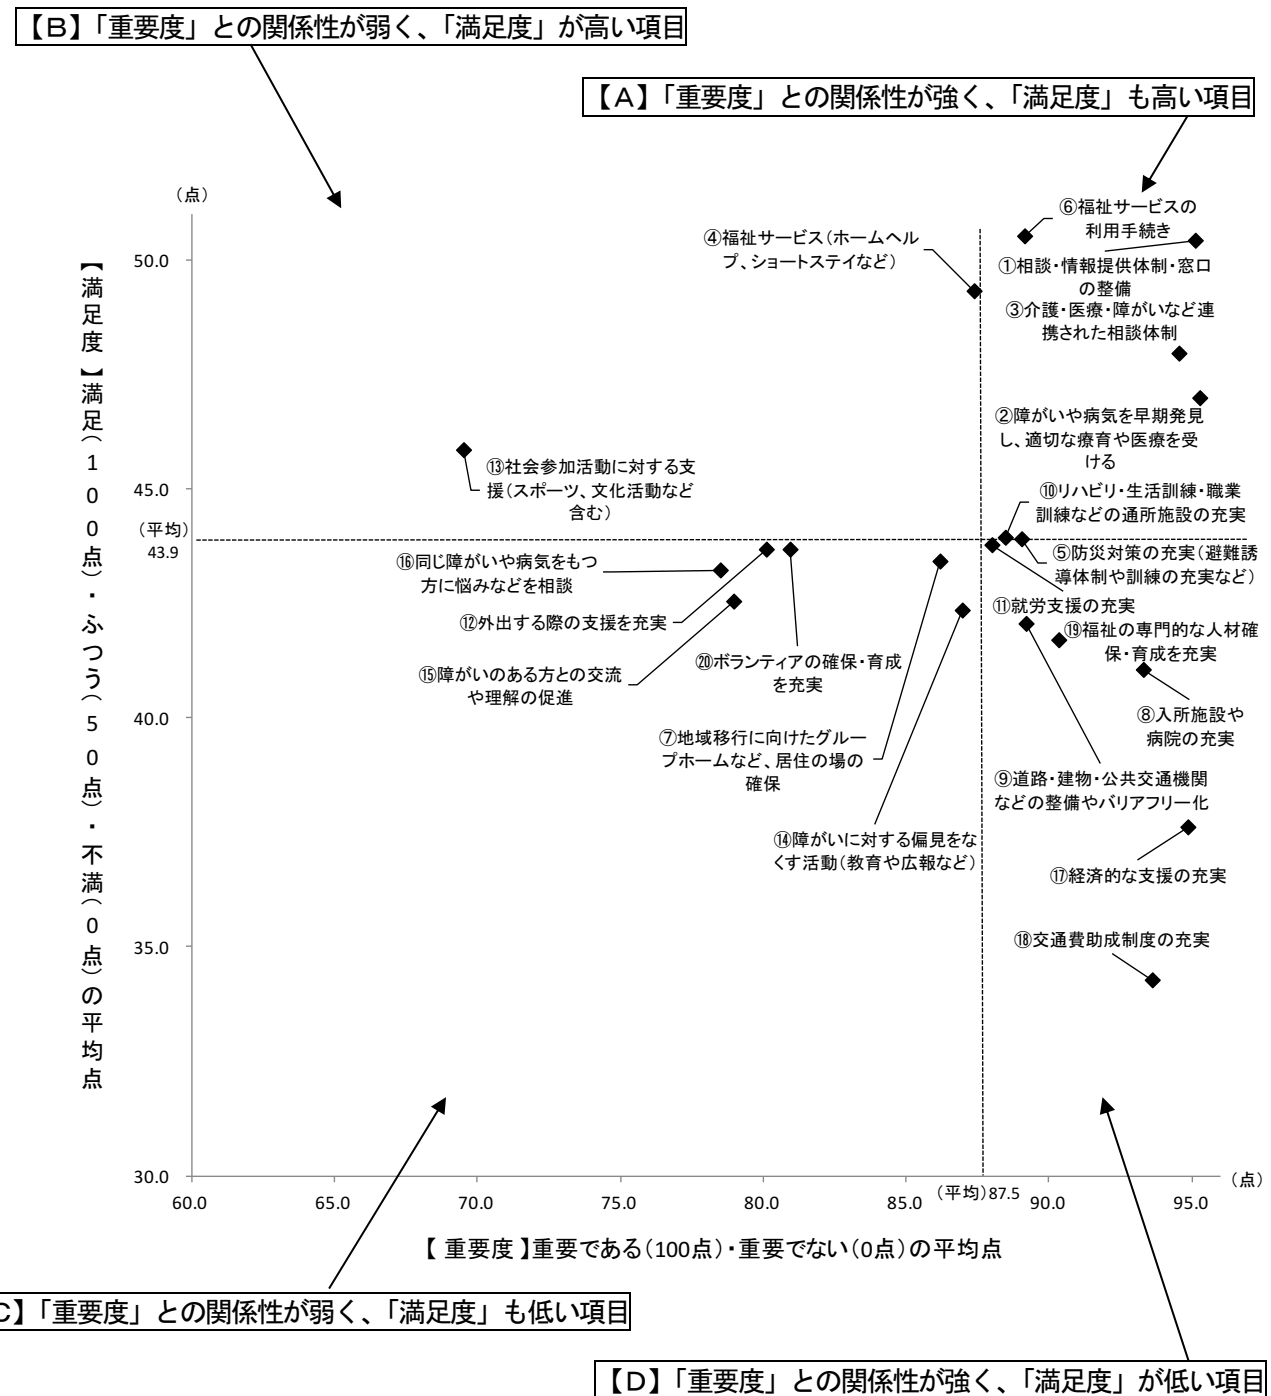 【B】「重要度」との関係性が弱く、「満足度」が高い項目
【A】「重要度」との関係性が強く、「満足度」も高い項目
（点）
⑥福祉サービスの
利用手続き
④福祉サービス（ホームヘル
プ、ショートステイなど）
①相談・情報提供体制・窓口
の整備
③介護・医療・障がいなど連
携された相談体制
②障がいや病気を早期発見
し、適切な療育や医療を受
ける
⑬社会参加活動に対する支
援（スポーツ、文化活動など
含む）
⑩リハビリ・生活訓練・職業
訓練などの通所施設の充実
⑤防災対策の充実（避難誘
導体制や訓練の充実など）
⑯同じ障がいや病気をもつ
方に悩みなどを相談
⑪就労支援の充実
⑫外出する際の支援を充実
⑲福祉の専門的な人材確
保・育成を充実
⑳ボランティアの確保・育成
を充実
⑮障がいのある方との交流
や理解の促進
⑧入所施設や
病院の充実
⑦地域移行に向けたグルー
プホームなど、居住の場の
確保
⑨道路・建物・公共交通機関
などの整備やバリアフリー化
⑭障がいに対する偏見をな
くす活動（教育や広報など）
⑰経済的な支援の充実
⑱交通費助成制度の充実
50.0
45.0
（平均）
43.9
40.0
35.0
30.0
【満足度】満足（100点）・ふつう（50点）・不満（0点）の平均点
60.0
65.0
70.0
75.0
80.0
85.0
（平均）87.5
90.0
95.0
（点）
【 重要度 】重要である（100点）・重要でない（0点）の平均点
C】「重要度」との関係性が弱く、「満足度」も低い項目
【D】「重要度」との関係性が強く、「満足度」が低い項目